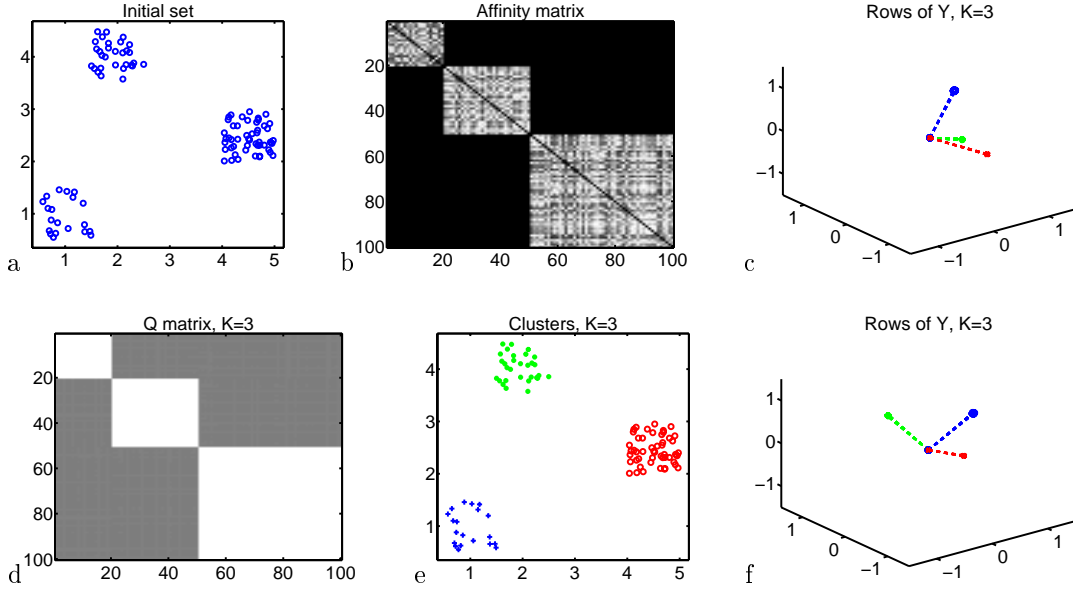 Initial set
4
3
2
1
1 2 3 4 5
a
Affinity matrix
20
40
60
80
100
20 40 60 80 100
b
Rows of Y, K=3
1
0
−1
1
0
−1
−1
0
1
c
Q matrix, K=3
20
40
60
80
100
20 40 60 80 100
d
Clusters, K=3
4
3
2
1
1 2 3 4 5
e
Rows of Y, K=3
1
0
−1
1
0
−1
−1
0
1
f